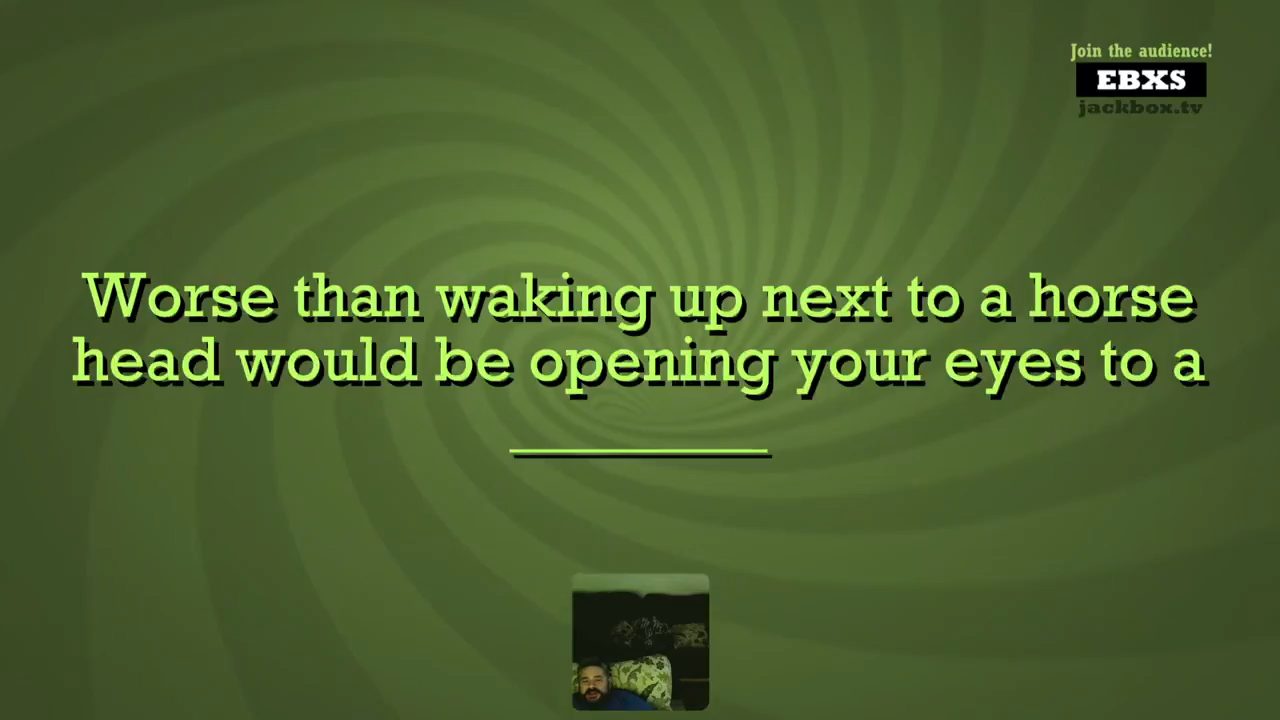 Join the audience!
EBXS
jackbox.tv
Worse than waking up next to a horse
head would be opening your eyes to a
__________